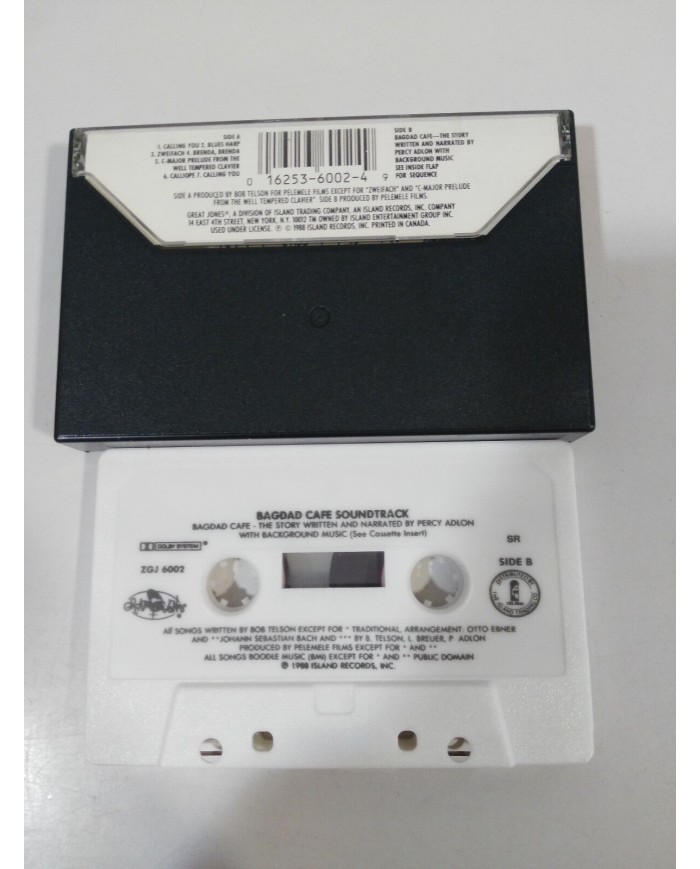 SIDE A
1. CALLING YOU 2. BLUES HARP
3. ZWEIFACH 4. BRENDA, BRENDA
5. C-MAJOR PRELUDE FROM THE
WELL TEMPERED CLAVIER
6. CALLIOPE 7. CALLING YOU
0 16253-6002-4 9
SIDE B
BAGDAD CAFE—THE STORY
WRITTEN AND NARRATED BY
PERCY ADLON WITH
BACKGROUND MUSIC
SEE INSIDE FLAP
FOR SEQUENCE
SIDE A PRODUCED BY BOB TELSON FOR PELEMELE FILMS EXCEPT FOR "ZWEIFACH" AND "C-MAJOR PRELUDE
FROM THE WELL TEMPERED CLAVIER" SIDE B PRODUCED BY PELEMELE FILMS.
GREAT JONES®, A DIVISION OF ISLAND TRADING COMPANY, AN ISLAND RECORDS, INC. COMPANY
14 EAST 4TH STREET, NEW YORK, N.Y. 10012 TM OWNED BY ISLAND ENTERTAINMENT GROUP INC.
USED UNDER LICENSE. ℗ © 1988 ISLAND RECORDS, INC. PRINTED IN CANADA.
BAGDAD CAFE SOUNDTRACK
BAGDAD CAFE - THE STORY WRITTEN AND NARRATED BY PERCY ADLON
WITH BACKGROUND MUSIC (See Cassette Insert)
DOLBY SYSTEM ®
SR
ZGJ 6002
SIDE B
DISTRIBUTED BY
All SONGS WRITTEN BY BOB TELSON EXCEPT FOR * TRADITIONAL, ARRANGEMENT: OTTO EBNER
AND **JOHANN SEBASTIAN BACH AND *** BY B. TELSON, L. BREUER, P. ADLON
PRODUCED BY PELEMELE FILMS EXCEPT FOR * AND **
ALL SONGS BOODLE MUSIC (BMI) EXCEPT FOR * AND ** PUBLIC DOMAIN
℗ 1988 ISLAND RECORDS, INC.